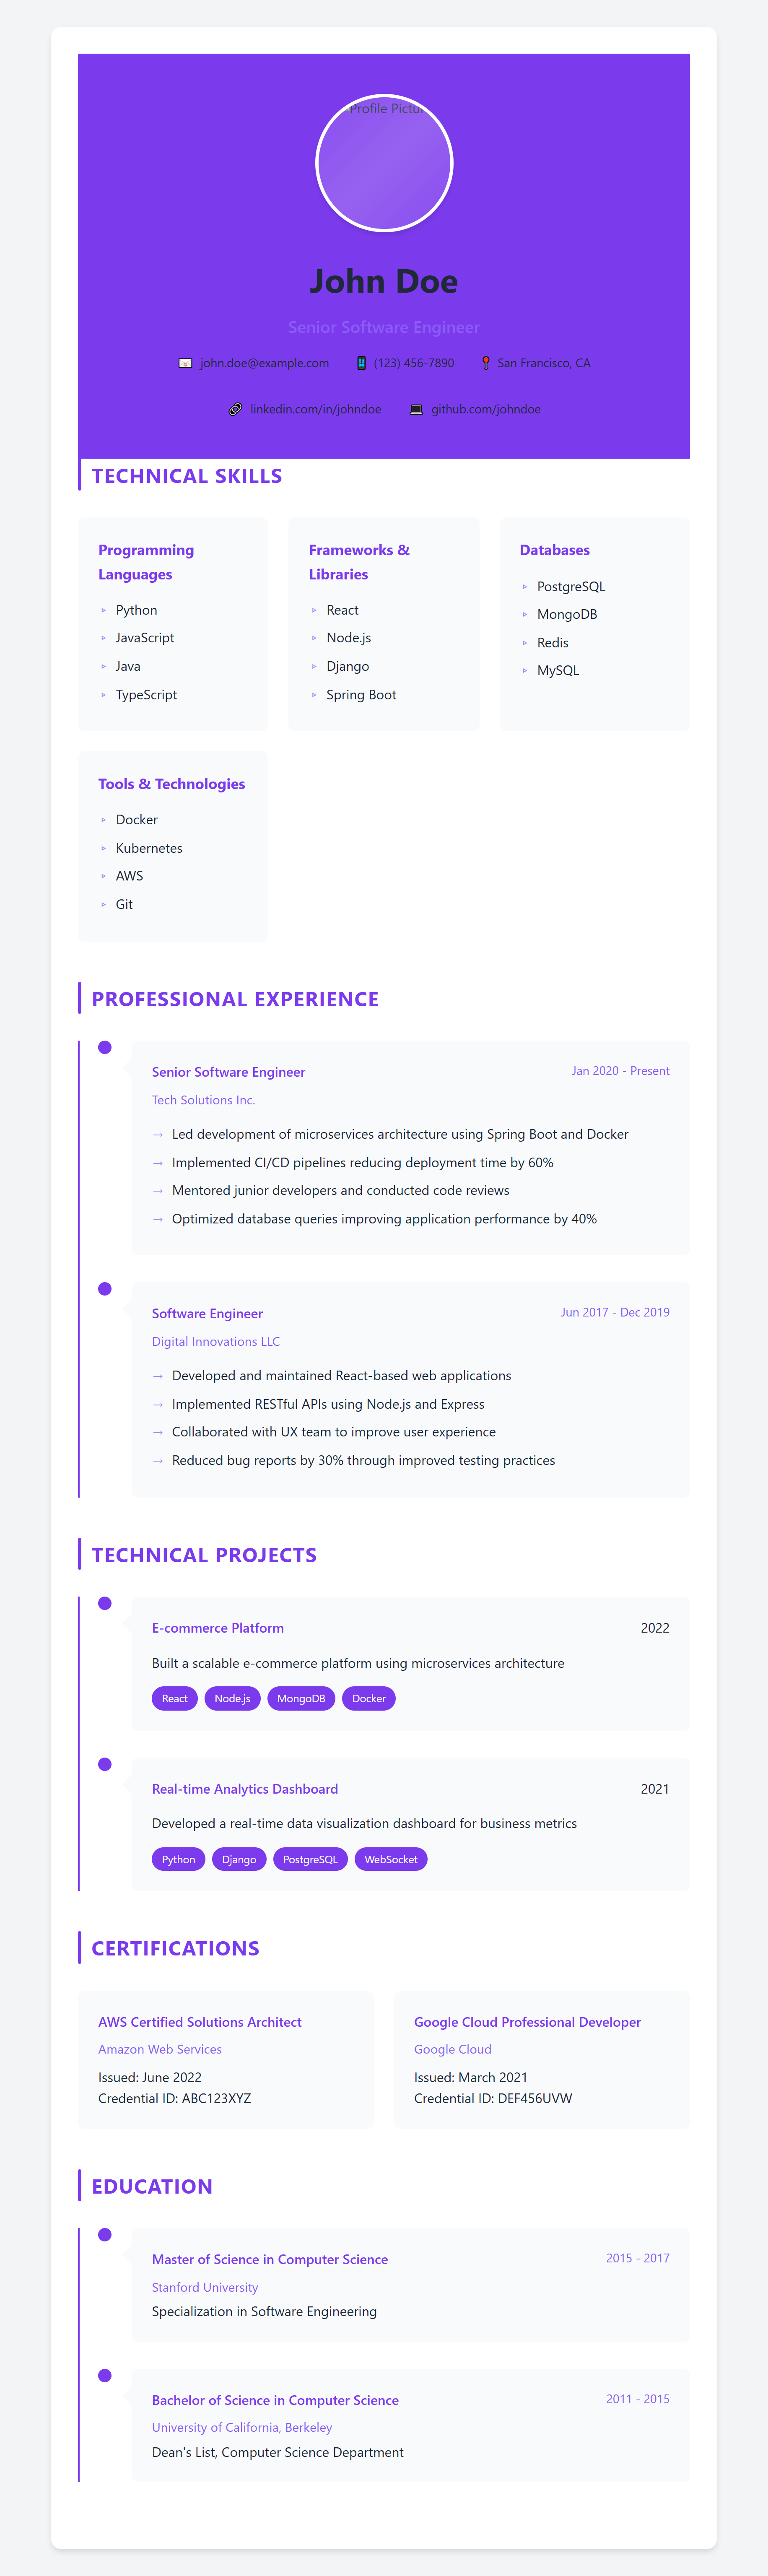 Profile Pictu
John Doe
Senior Software Engineer
john.doe@example.com (123) 456-7890 San Francisco, CA
linkedin.com/in/johndoe github.com/johndoe
TECHNICAL SKILLS
Programming
Languages
Python
JavaScript
Java
TypeScript
Frameworks &
Libraries
React
Node.js
Django
Spring Boot
Databases
PostgreSQL
MongoDB
Redis
MySQL
Tools & Technologies
Docker
Kubernetes
AWS
Git
PROFESSIONAL EXPERIENCE
Senior Software Engineer Jan 2020 - Present
Tech Solutions Inc.
→ Led development of microservices architecture using Spring Boot and Docker
→ Implemented CI/CD pipelines reducing deployment time by 60%
→ Mentored junior developers and conducted code reviews
→ Optimized database queries improving application performance by 40%
Software Engineer Jun 2017 - Dec 2019
Digital Innovations LLC
→ Developed and maintained React-based web applications
→ Implemented RESTful APIs using Node.js and Express
→ Collaborated with UX team to improve user experience
→ Reduced bug reports by 30% through improved testing practices
TECHNICAL PROJECTS
E-commerce Platform 2022
Built a scalable e-commerce platform using microservices architecture
React Node.js MongoDB Docker
Real-time Analytics Dashboard 2021
Developed a real-time data visualization dashboard for business metrics
Python Django PostgreSQL WebSocket
CERTIFICATIONS
AWS Certified Solutions Architect
Amazon Web Services
Issued: June 2022
Credential ID: ABC123XYZ
Google Cloud Professional Developer
Google Cloud
Issued: March 2021
Credential ID: DEF456UVW
EDUCATION
Master of Science in Computer Science 2015 - 2017
Stanford University
Specialization in Software Engineering
Bachelor of Science in Computer Science 2011 - 2015
University of California, Berkeley
Dean's List, Computer Science Department